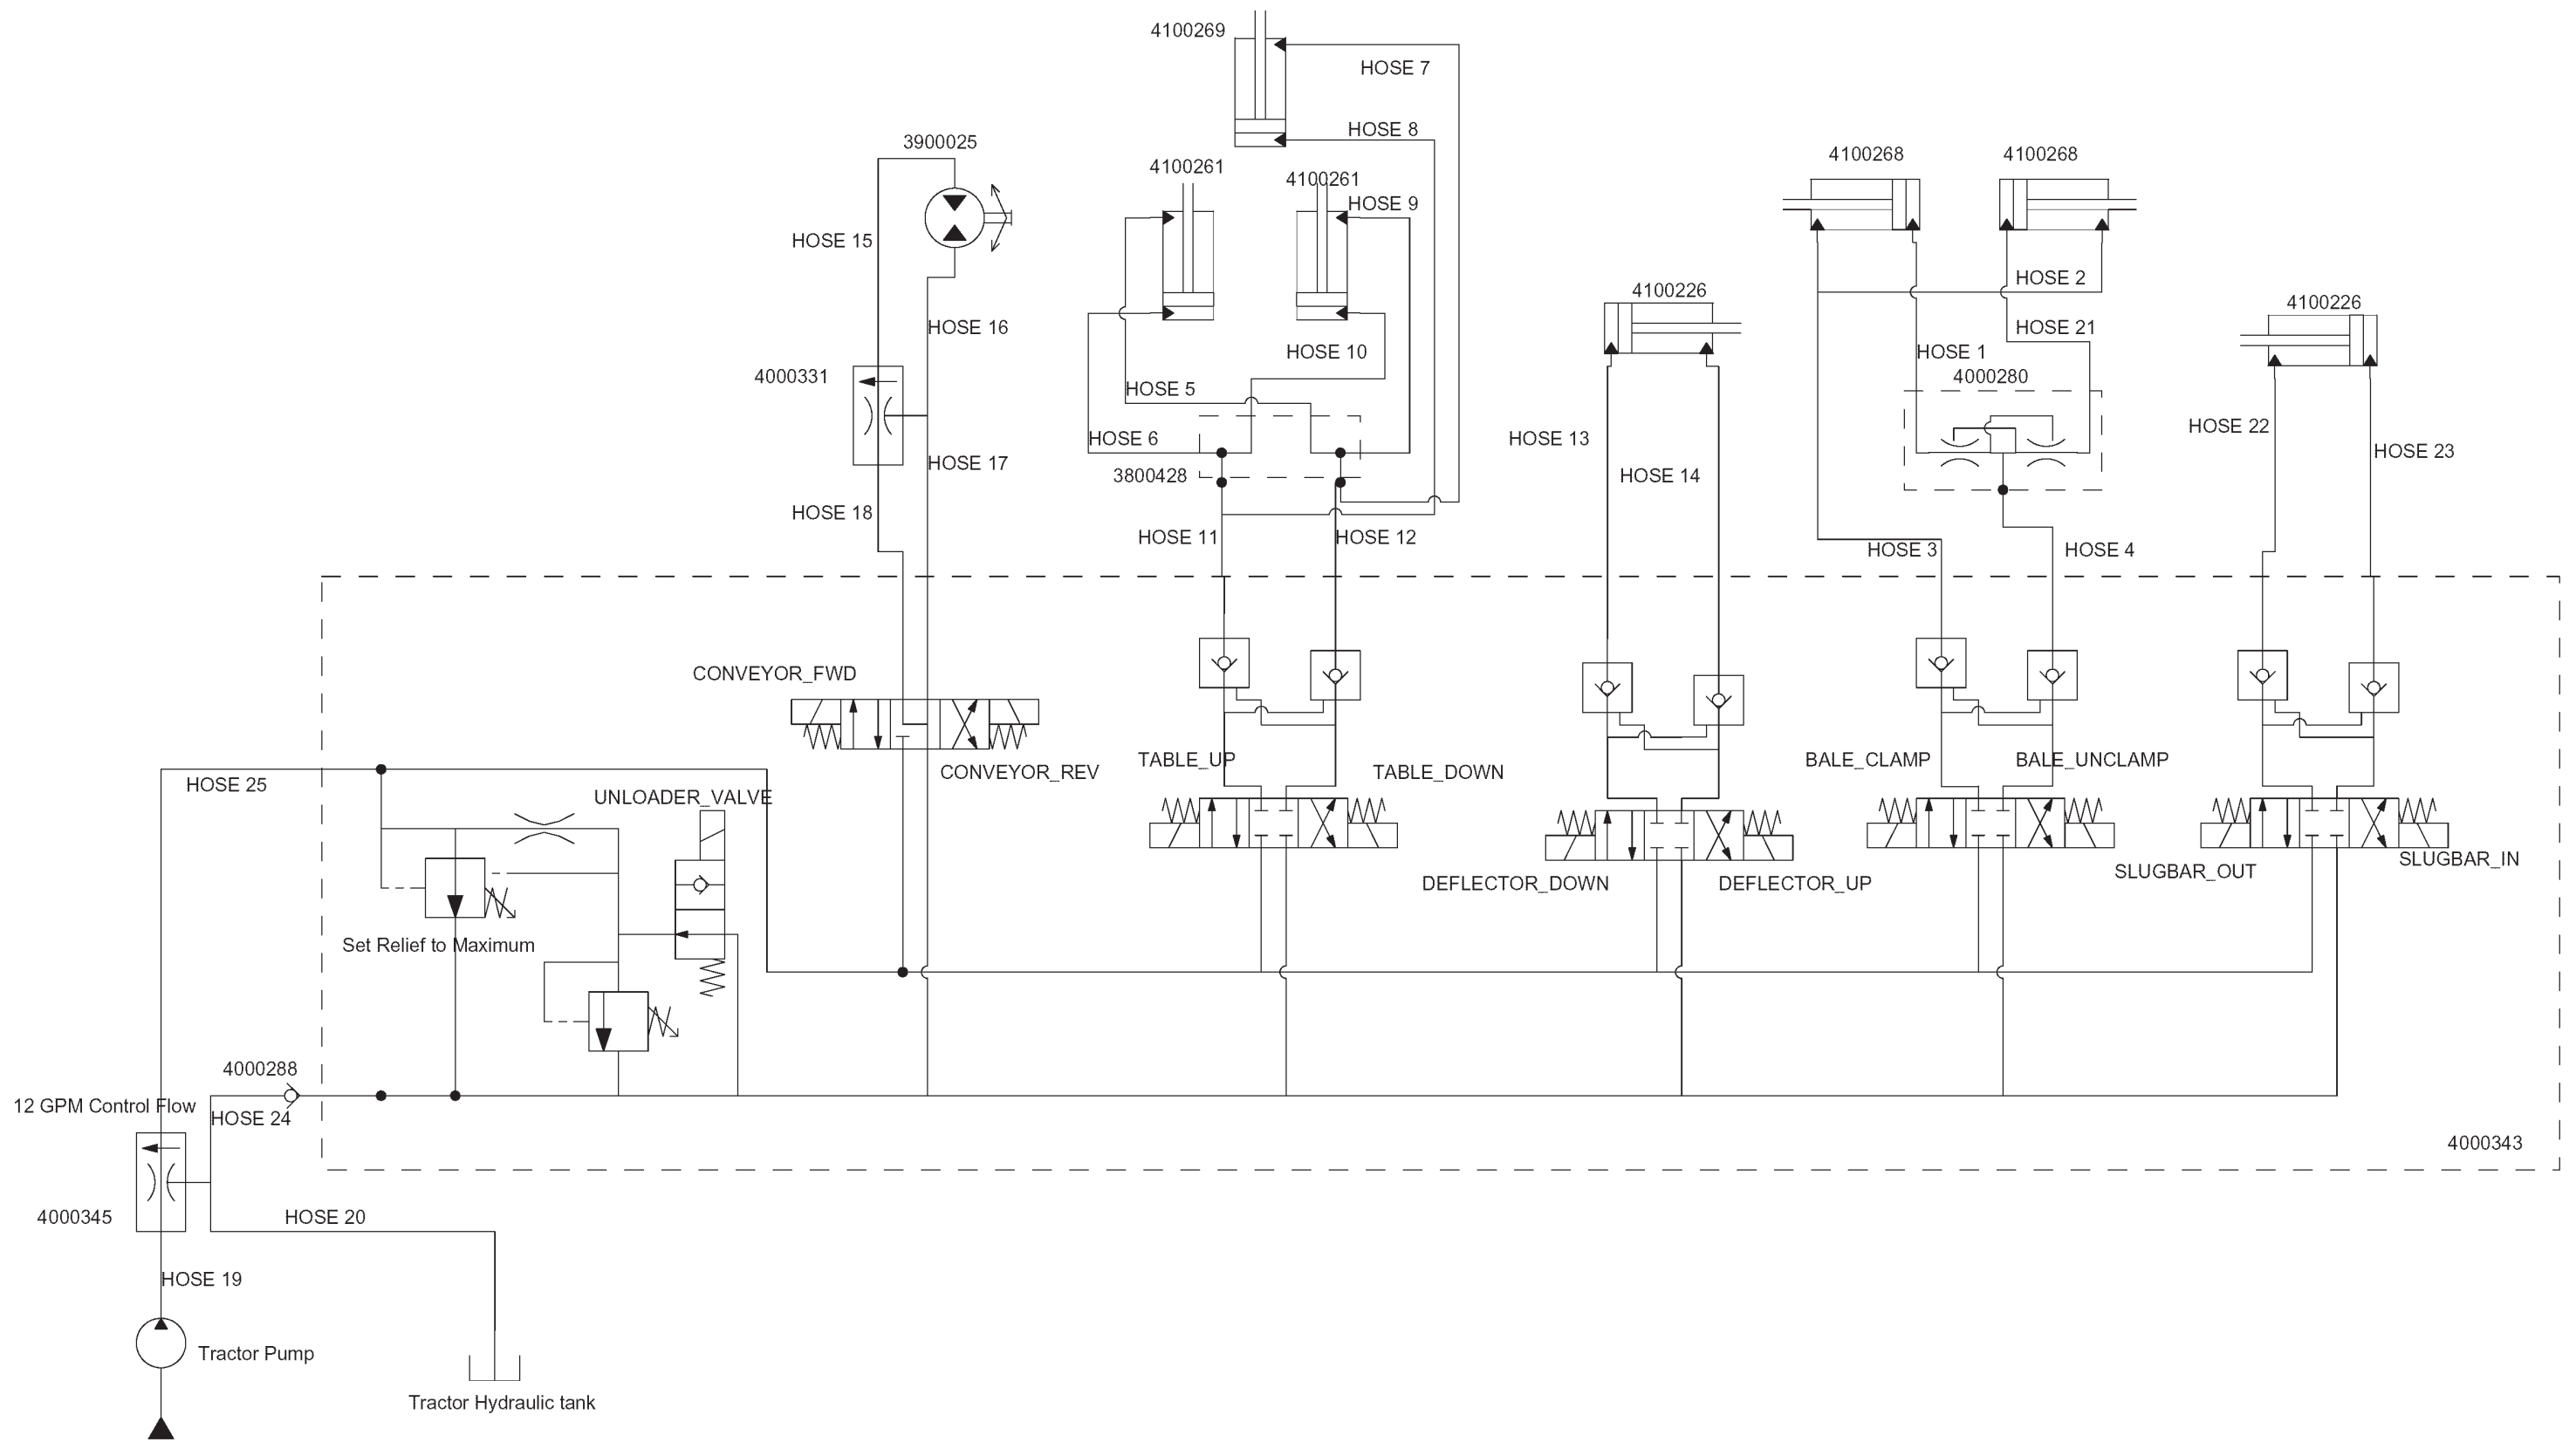 4100269
HOSE 7
HOSE 8
3900025
4100261
4100261
HOSE 9
4100268
4100268
HOSE 15
HOSE 2
4100226
4100226
HOSE 16
HOSE 21
HOSE 10
HOSE 1
4000331
4000280
HOSE 5
HOSE 22
HOSE 6
HOSE 13
HOSE 23
HOSE 17
3800428
HOSE 14
HOSE 18
HOSE 11
HOSE 12
HOSE 3
HOSE 4
CONVEYOR_FWD
TABLE_UP
BALE_CLAMP
BALE_UNCLAMP
CONVEYOR_REV
TABLE_DOWN
HOSE 25
UNLOADER_VALVE
SLUGBAR_IN
SLUGBAR_OUT
DEFLECTOR_DOWN
DEFLECTOR_UP
Set Relief to Maximum
4000288
12 GPM Control Flow
HOSE 24
4000343
4000345
HOSE 20
HOSE 19
Tractor Pump
Tractor Hydraulic tank